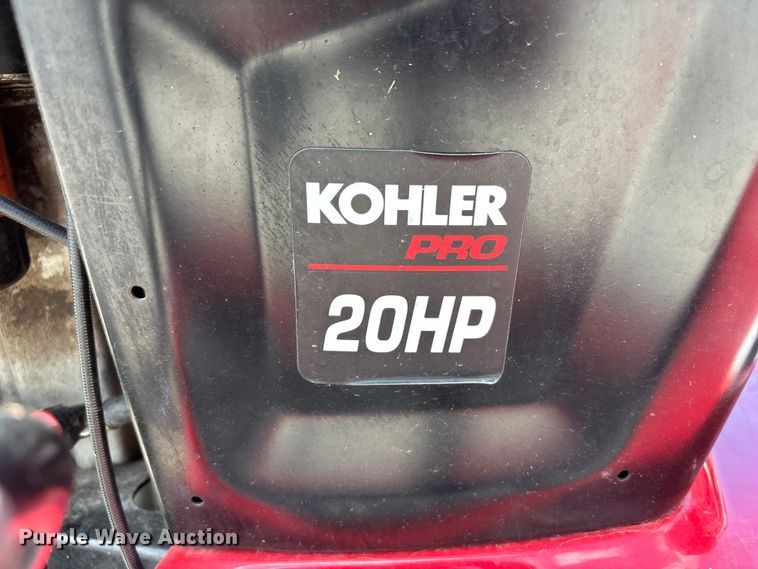 KOHLER
PRO
20HP
Purple Wave Auction